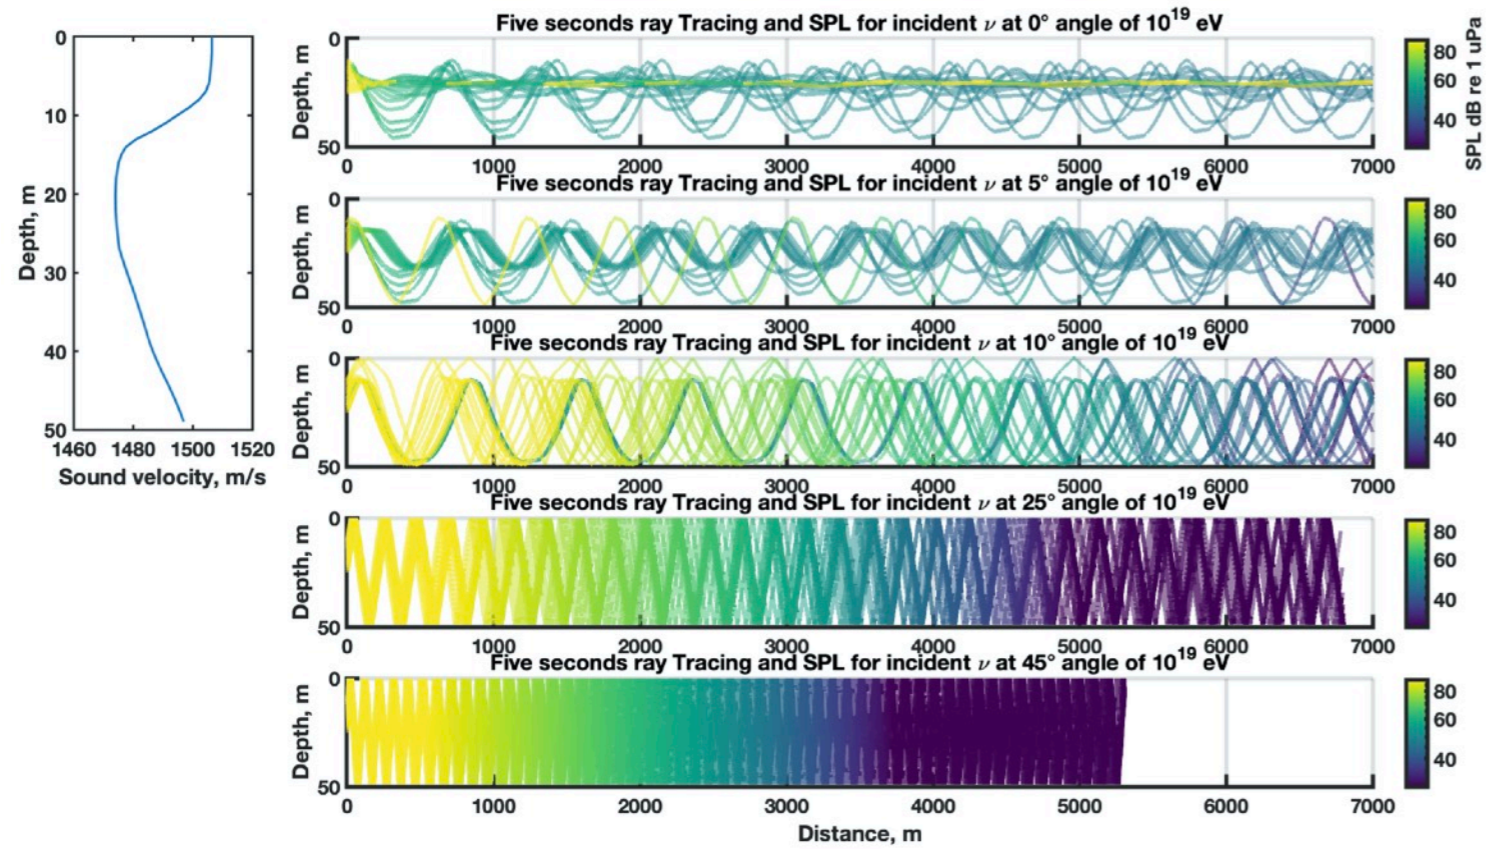 0
10
20
30
40
50
Depth, m
1460 1480 1500 1520
Sound velocity, m/s
Five seconds ray Tracing and SPL for incident ν at 0° angle of 10¹⁹ eV
0
50
Depth, m
0 1000 2000 3000 4000 5000 6000 7000
80
60
40
SPL dB re 1 uPa
Five seconds ray Tracing and SPL for incident ν at 5° angle of 10¹⁹ eV
0
50
Depth, m
0 1000 2000 3000 4000 5000 6000 7000
80
60
40
Five seconds ray Tracing and SPL for incident ν at 10° angle of 10¹⁹ eV
0
50
Depth, m
0 1000 2000 3000 4000 5000 6000 7000
80
60
40
Five seconds ray Tracing and SPL for incident ν at 25° angle of 10¹⁹ eV
0
50
Depth, m
0 1000 2000 3000 4000 5000 6000 7000
80
60
40
Five seconds ray Tracing and SPL for incident ν at 45° angle of 10¹⁹ eV
0
50
Depth, m
0 1000 2000 3000 4000 5000 6000 7000
80
60
40
Distance, m